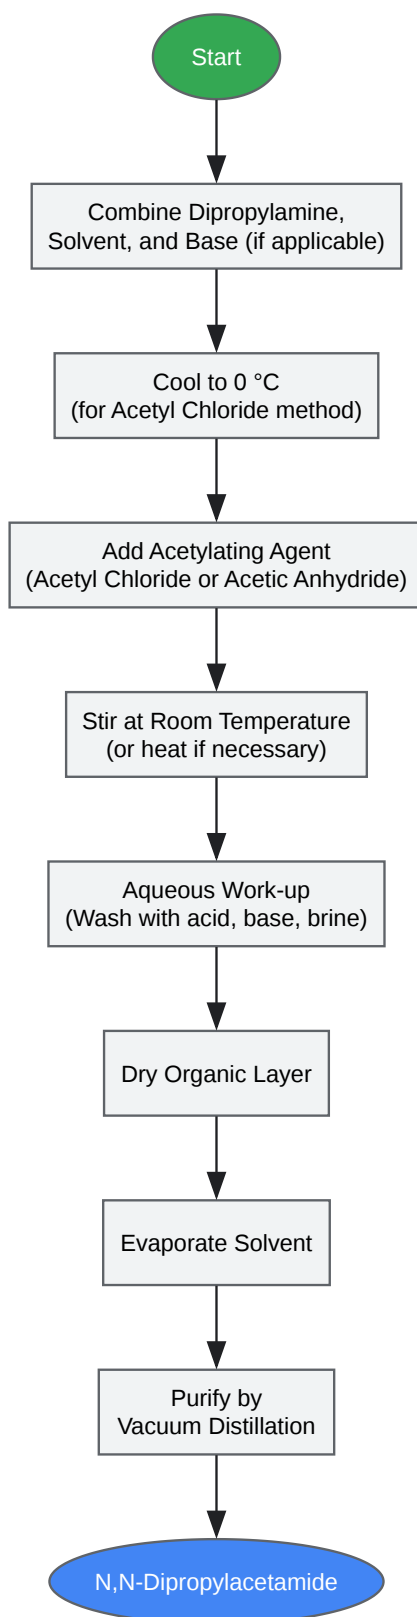 Start
Combine Dipropylamine,
Solvent, and Base (if applicable)
Cool to 0 °C
(for Acetyl Chloride method)
Add Acetylating Agent
(Acetyl Chloride or Acetic Anhydride)
Stir at Room Temperature
(or heat if necessary)
Aqueous Work-up
(Wash with acid, base, brine)
Dry Organic Layer
Evaporate Solvent
Purify by
Vacuum Distillation
N,N-Dipropylacetamide